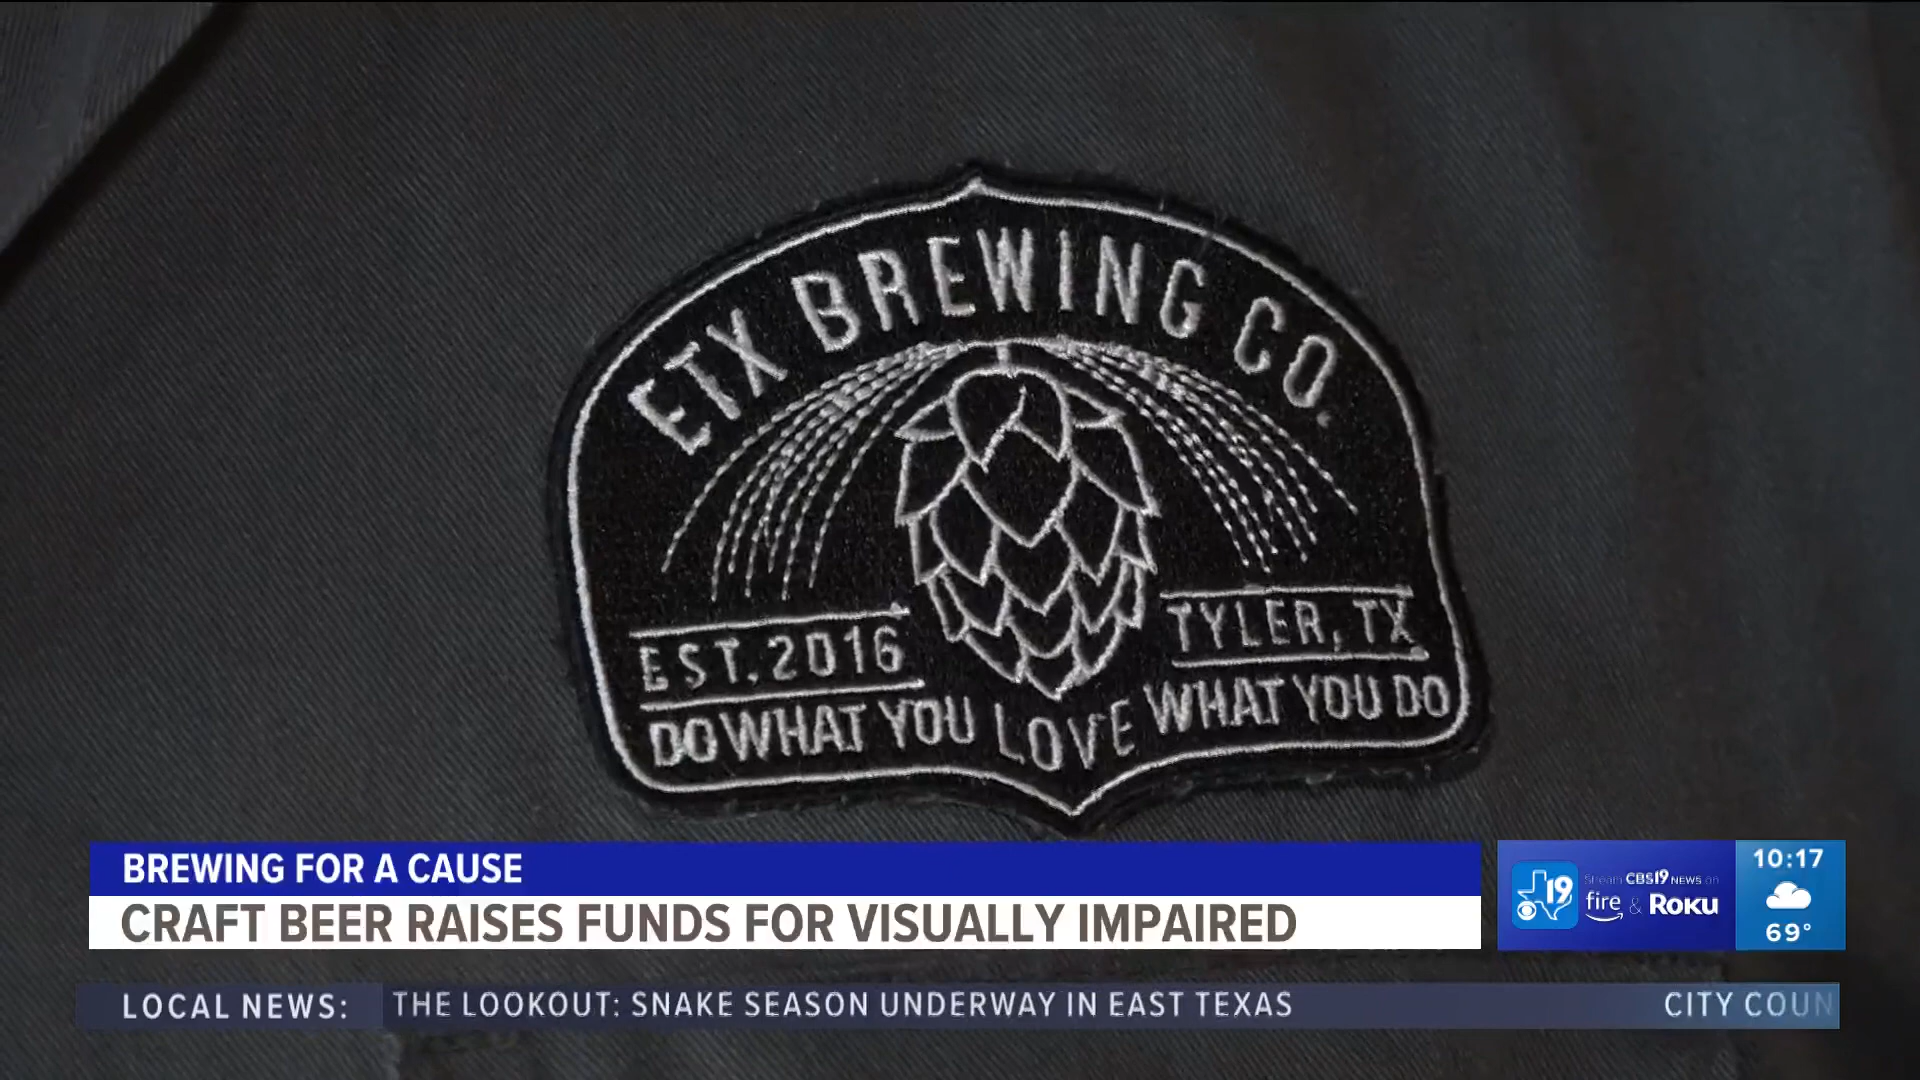 ETX BREWING CO.
EST. 2016
TYLER, TX
DO WHAT YOU LOVE WHAT YOU DO
BREWING FOR A CAUSE
CRAFT BEER RAISES FUNDS FOR VISUALLY IMPAIRED
19
Stream CBS19 NEWS on
fire & Roku
10:17
69°
LOCAL NEWS: THE LOOKOUT: SNAKE SEASON UNDERWAY IN EAST TEXAS CITY COUN